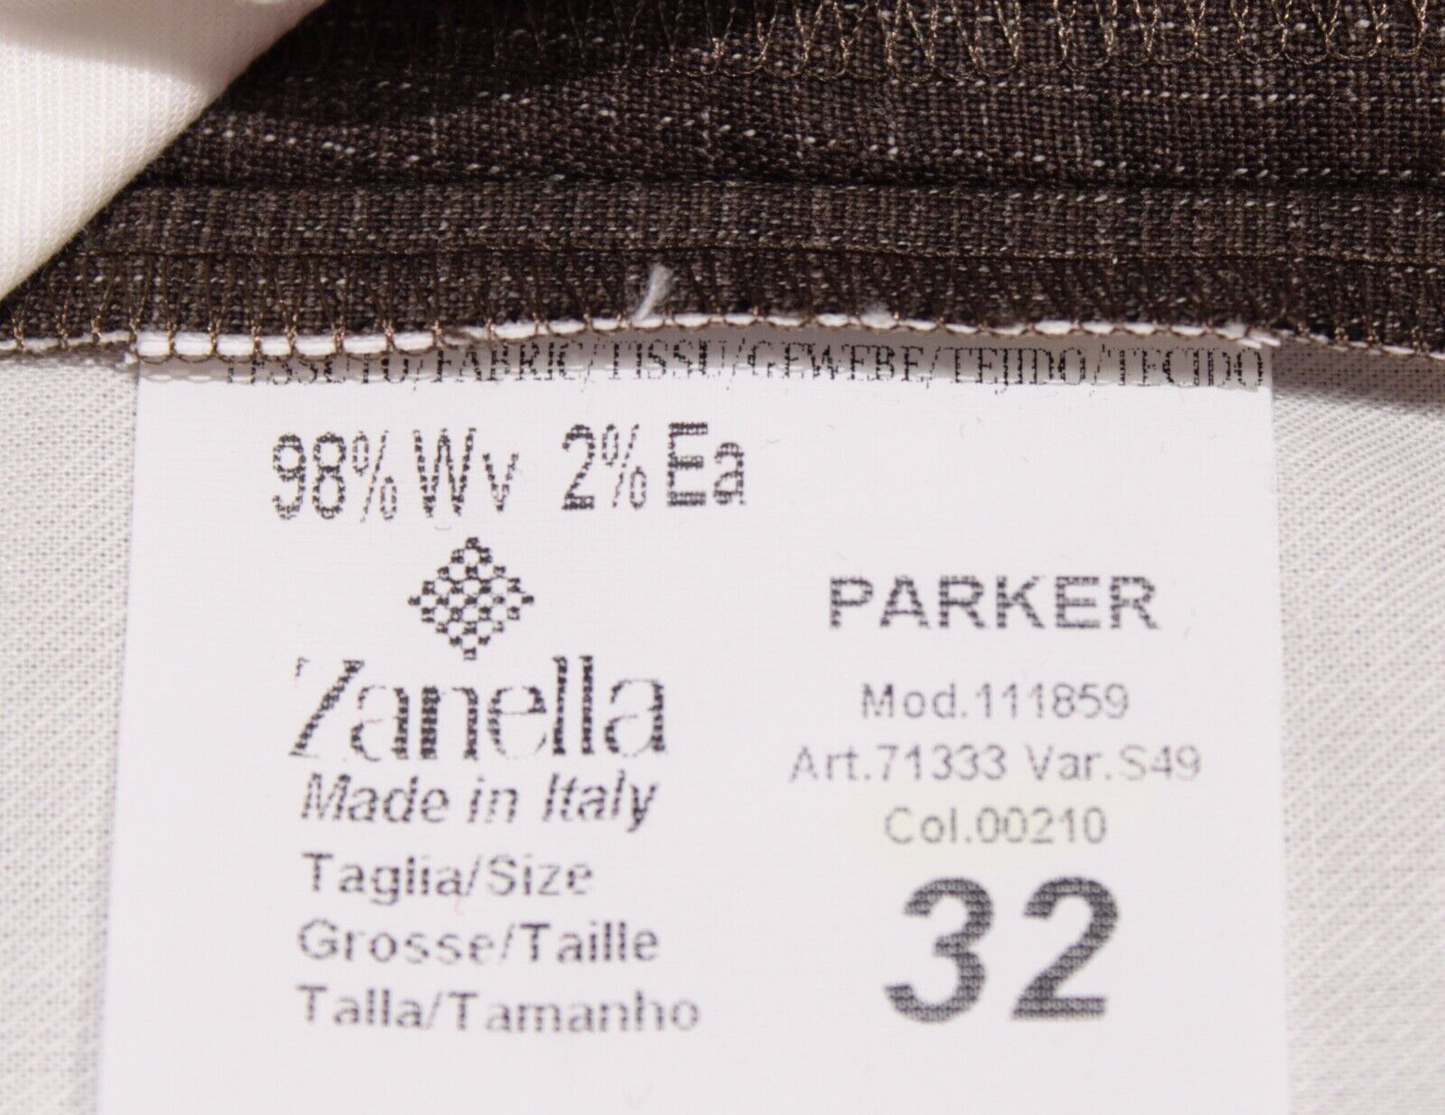 TESSUTO/FABRIC/TISSU/GEWEBE/TEJIDO/TECIDO
98% Wv 2% Ea
Zanella
Made in Italy
Taglia/Size
Grosse/Taille
Talla/Tamanho
PARKER
Mod.111859
Art.71333 Var.S49
Col.00210
32